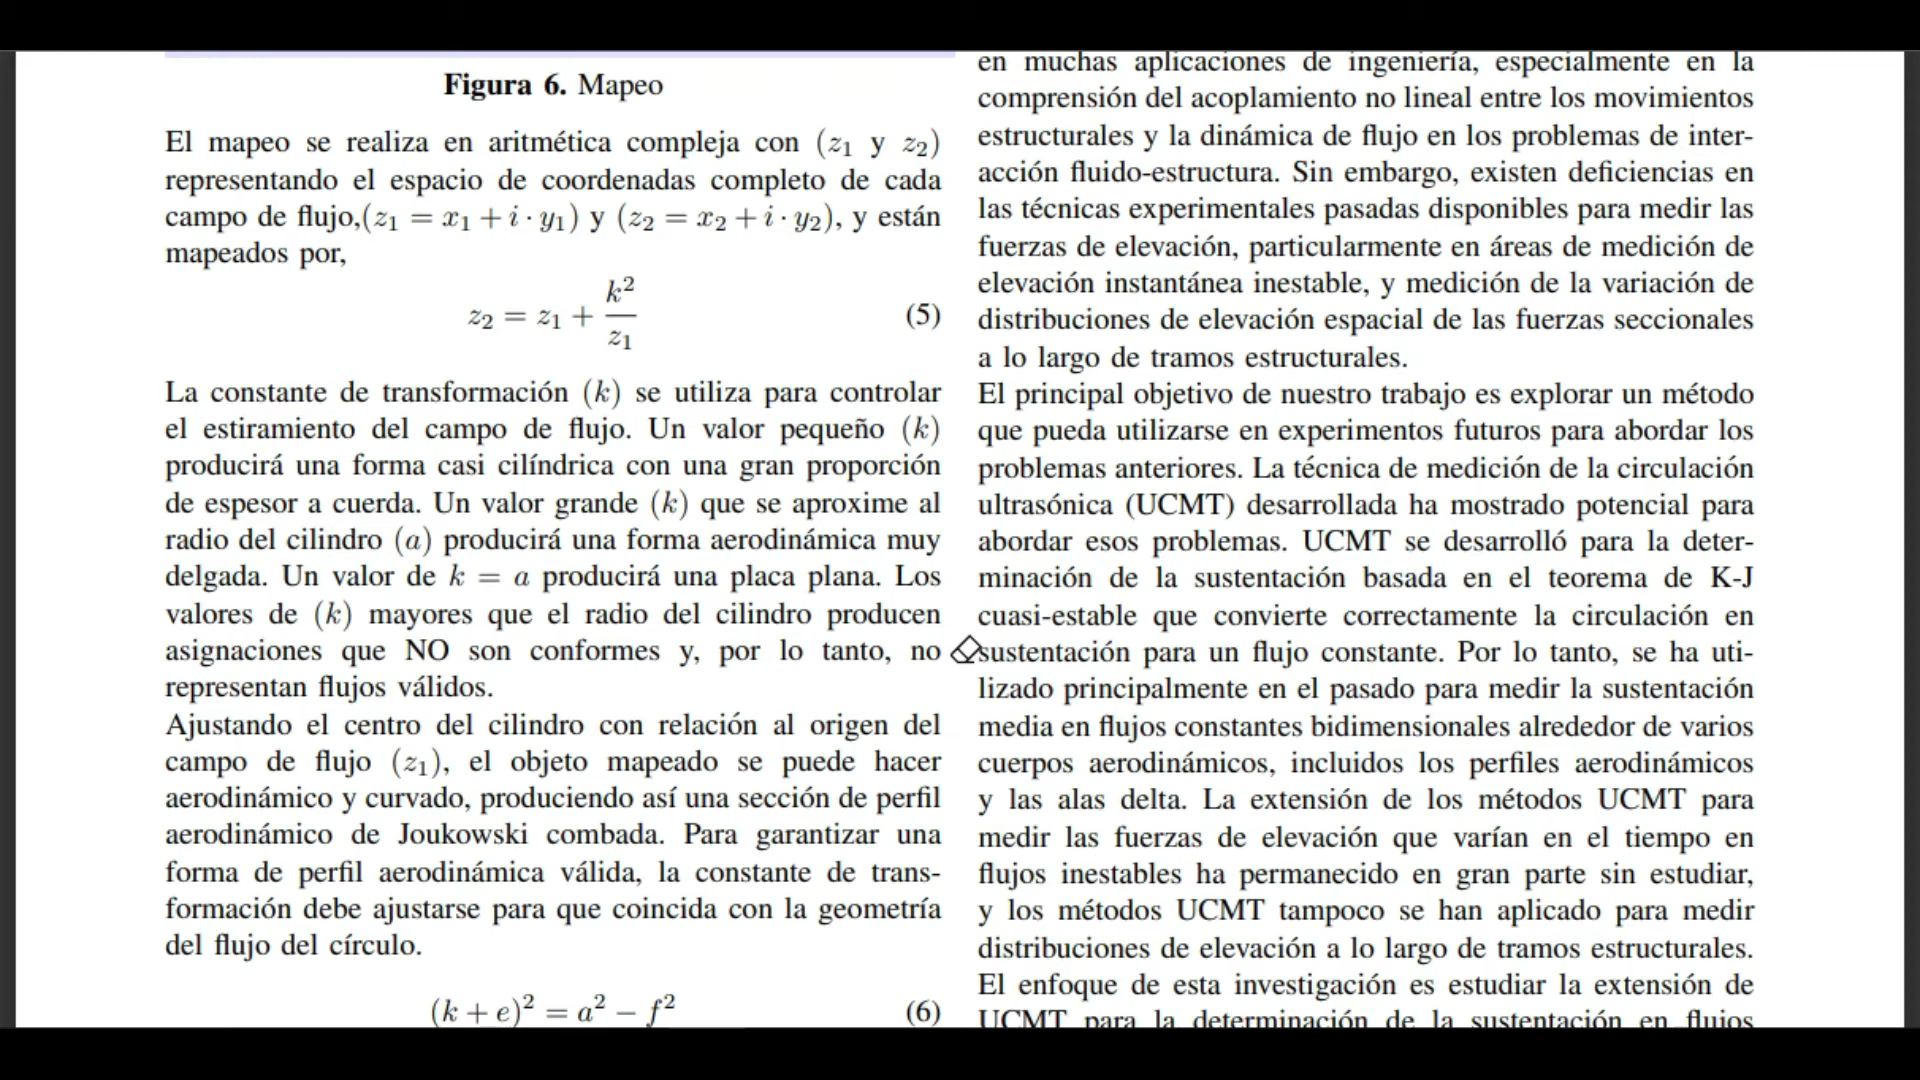 Figura 6. Mapeo
El mapeo se realiza en aritmética compleja con (z₁ y z₂)
representando el espacio de coordenadas completo de cada
campo de flujo,(z₁ = x₁ + i · y₁) y (z₂ = x₂ + i · y₂), y están
mapeados por,
z₂ = z₁ + k²/z₁ (5)
La constante de transformación (k) se utiliza para controlar
el estiramiento del campo de flujo. Un valor pequeño (k)
producirá una forma casi cilíndrica con una gran proporción
de espesor a cuerda. Un valor grande (k) que se aproxime al
radio del cilindro (a) producirá una forma aerodinámica muy
delgada. Un valor de k = a producirá una placa plana. Los
valores de (k) mayores que el radio del cilindro producen
asignaciones que NO son conformes y, por lo tanto, no
representan flujos válidos.
Ajustando el centro del cilindro con relación al origen del
campo de flujo (z₁), el objeto mapeado se puede hacer
aerodinámico y curvado, produciendo así una sección de perfil
aerodinámico de Joukowski combada. Para garantizar una
forma de perfil aerodinámica válida, la constante de trans-
formación debe ajustarse para que coincida con la geometría
del flujo del círculo.
(k + e)² = a² − f² (6)
en muchas aplicaciones de ingeniería, especialmente en la
comprensión del acoplamiento no lineal entre los movimientos
estructurales y la dinámica de flujo en los problemas de inter-
acción fluido-estructura. Sin embargo, existen deficiencias en
las técnicas experimentales pasadas disponibles para medir las
fuerzas de elevación, particularmente en áreas de medición de
elevación instantánea inestable, y medición de la variación de
distribuciones de elevación espacial de las fuerzas seccionales
a lo largo de tramos estructurales.
El principal objetivo de nuestro trabajo es explorar un método
que pueda utilizarse en experimentos futuros para abordar los
problemas anteriores. La técnica de medición de la circulación
ultrasónica (UCMT) desarrollada ha mostrado potencial para
abordar esos problemas. UCMT se desarrolló para la deter-
minación de la sustentación basada en el teorema de K-J
cuasi-estable que convierte correctamente la circulación en
sustentación para un flujo constante. Por lo tanto, se ha uti-
lizado principalmente en el pasado para medir la sustentación
media en flujos constantes bidimensionales alrededor de varios
cuerpos aerodinámicos, incluidos los perfiles aerodinámicos
y las alas delta. La extensión de los métodos UCMT para
medir las fuerzas de elevación que varían en el tiempo en
flujos inestables ha permanecido en gran parte sin estudiar,
y los métodos UCMT tampoco se han aplicado para medir
distribuciones de elevación a lo largo de tramos estructurales.
El enfoque de esta investigación es estudiar la extensión de
UCMT para la determinación de la sustentación en flujos